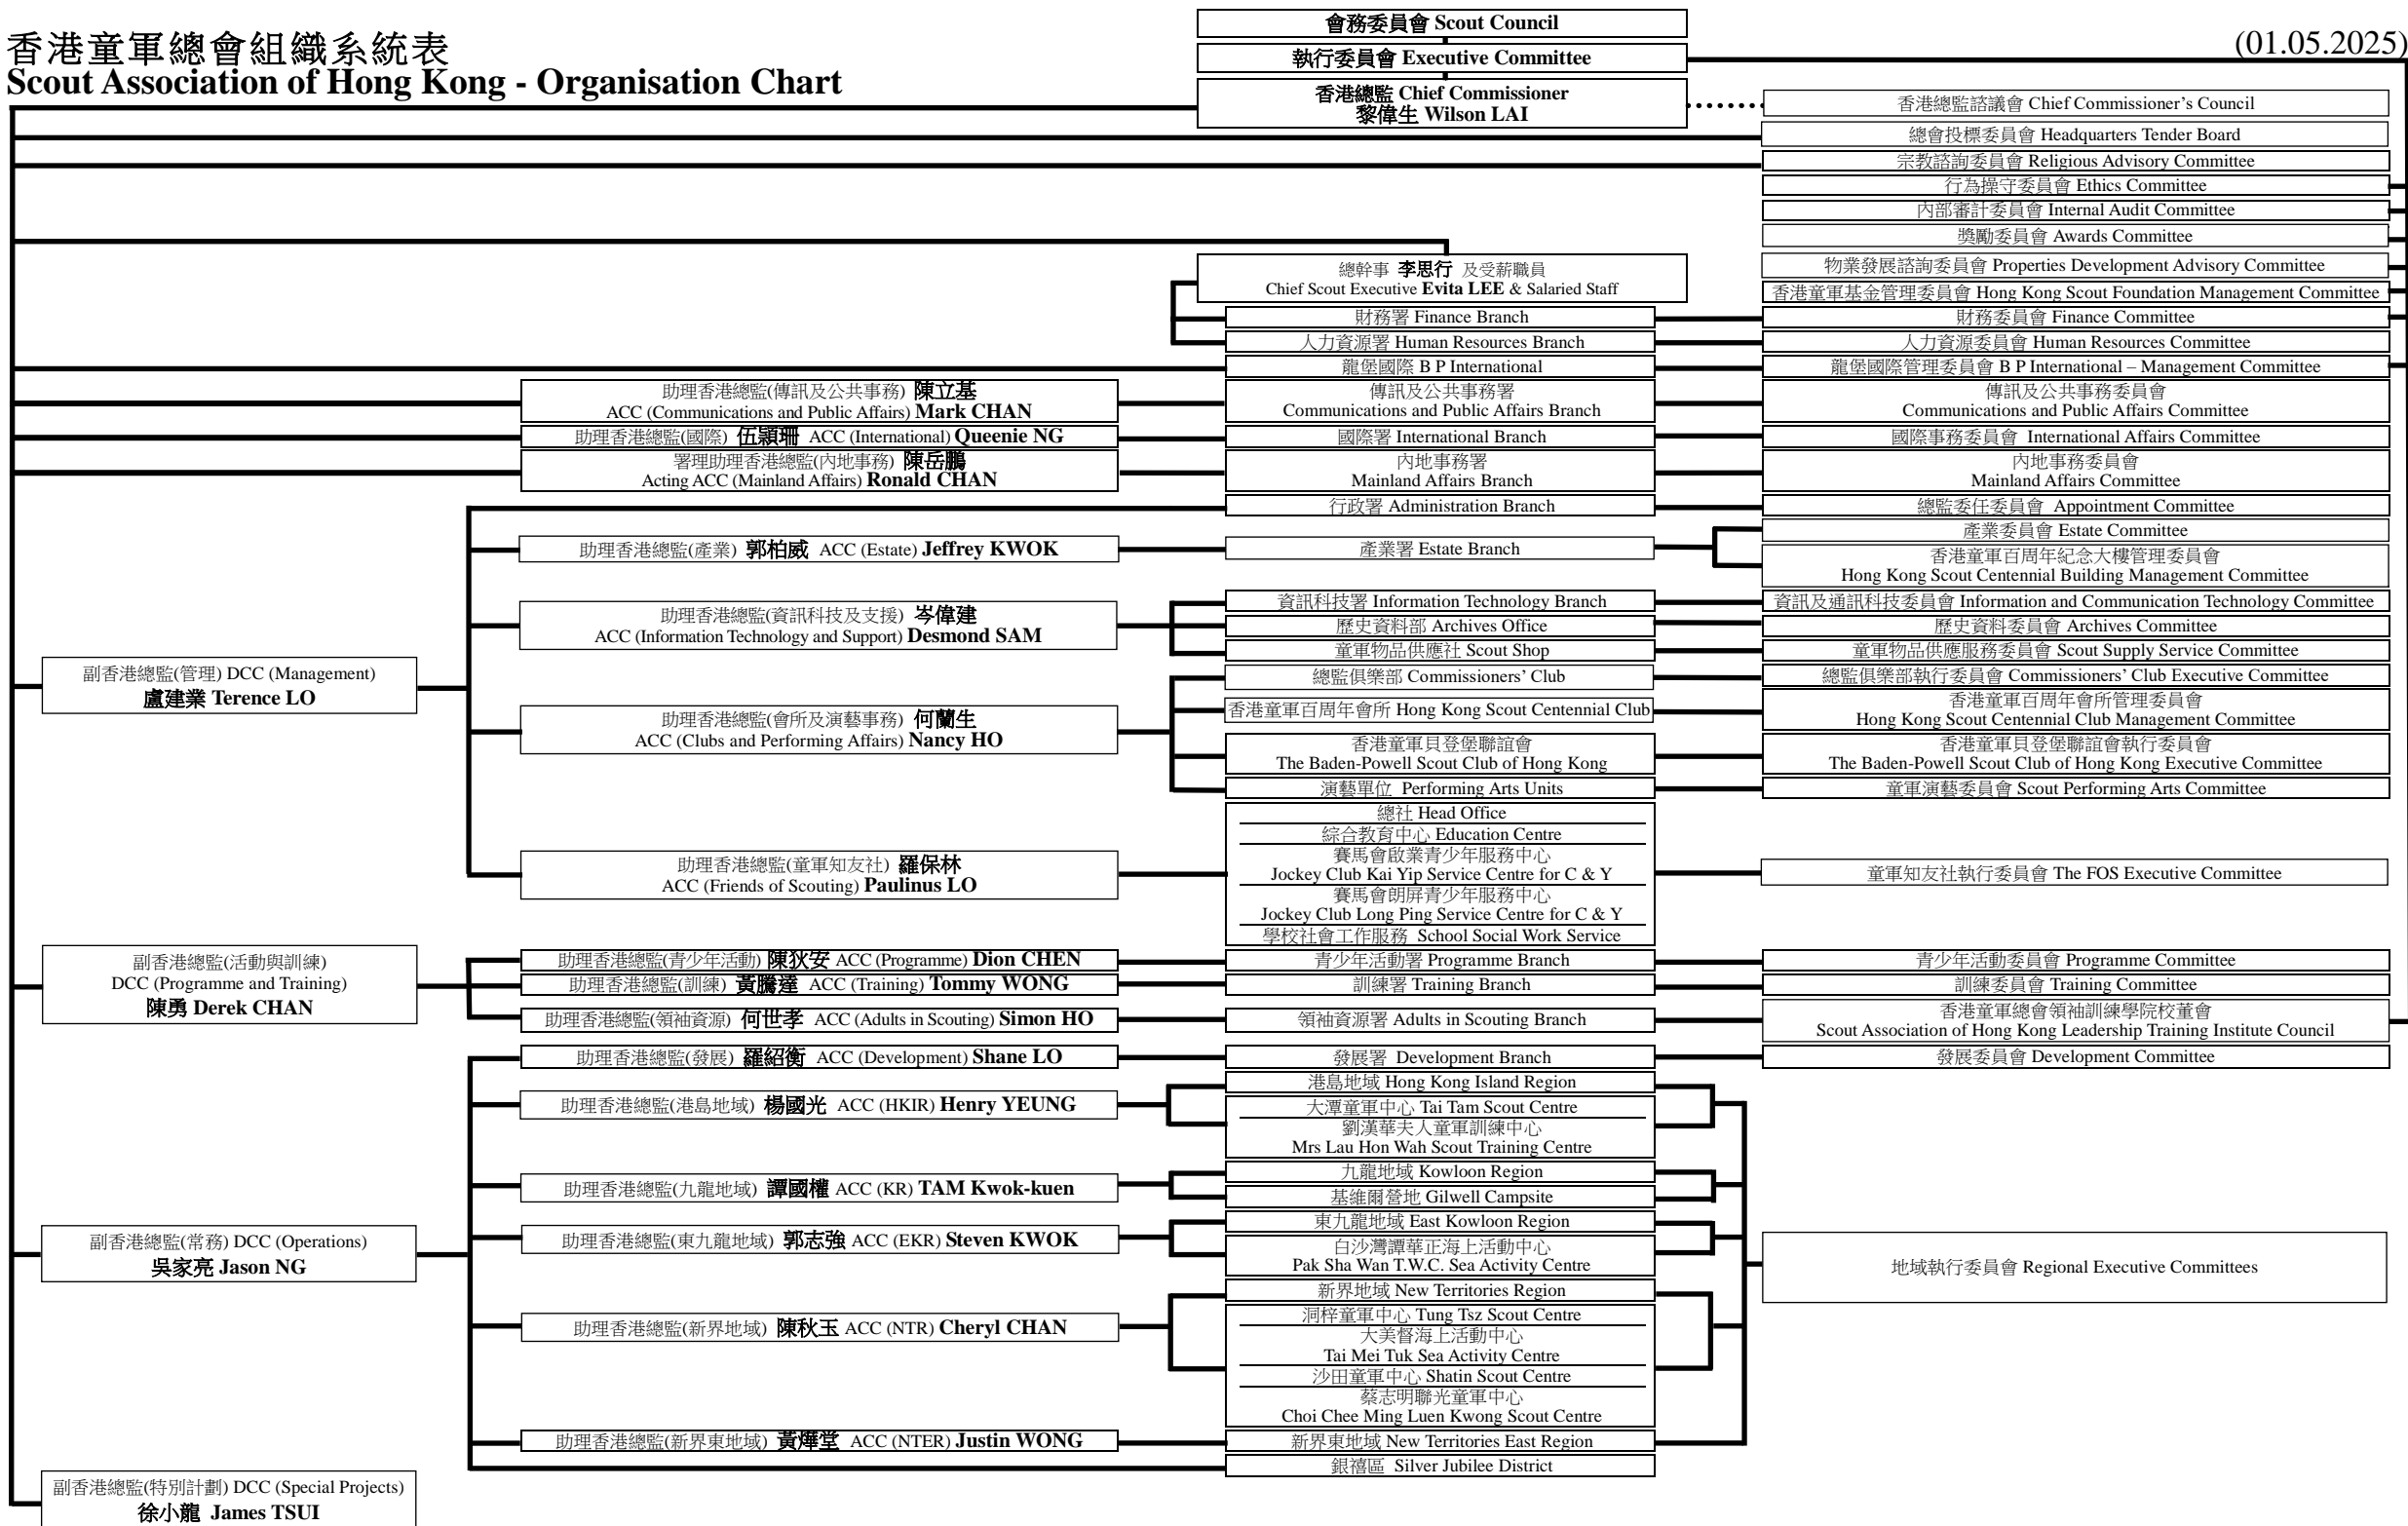 香港童軍總會組織系統表
Scout Association of Hong Kong - Organisation Chart
(01.05.2025)
會務委員會 Scout Council
執行委員會 Executive Committee
香港總監 Chief Commissioner
黎偉生 Wilson LAI
香港總監諮議會 Chief Commissioner's Council
總會投標委員會 Headquarters Tender Board
宗教諮詢委員會 Religious Advisory Committee
行為操守委員會 Ethics Committee
內部審計委員會 Internal Audit Committee
獎勵委員會 Awards Committee
物業發展諮詢委員會 Properties Development Advisory Committee
香港童軍基金管理委員會 Hong Kong Scout Foundation Management Committee
總幹事 李思行 及受薪職員
Chief Scout Executive Evita LEE & Salaried Staff
財務署 Finance Branch
財務委員會 Finance Committee
人力資源署 Human Resources Branch
人力資源委員會 Human Resources Committee
龍堡國際 B P International
龍堡國際管理委員會 B P International – Management Committee
助理香港總監(傳訊及公共事務) 陳立基
ACC (Communications and Public Affairs) Mark CHAN
傳訊及公共事務署
Communications and Public Affairs Branch
傳訊及公共事務委員會
Communications and Public Affairs Committee
助理香港總監(國際) 伍穎珊 ACC (International) Queenie NG
國際署 International Branch
國際事務委員會 International Affairs Committee
署理助理香港總監(內地事務) 陳岳鵬
Acting ACC (Mainland Affairs) Ronald CHAN
內地事務署
Mainland Affairs Branch
內地事務委員會
Mainland Affairs Committee
行政署 Administration Branch
總監委任委員會 Appointment Committee
助理香港總監(產業) 郭柏威 ACC (Estate) Jeffrey KWOK
產業署 Estate Branch
產業委員會 Estate Committee
香港童軍百周年紀念大樓管理委員會
Hong Kong Scout Centennial Building Management Committee
副香港總監(管理) DCC (Management)
盧建業 Terence LO
助理香港總監(資訊科技及支援) 岑偉建
ACC (Information Technology and Support) Desmond SAM
資訊科技署 Information Technology Branch
資訊及通訊科技委員會 Information and Communication Technology Committee
歷史資料部 Archives Office
歷史資料委員會 Archives Committee
童軍物品供應社 Scout Shop
童軍物品供應服務委員會 Scout Supply Service Committee
助理香港總監(會所及演藝事務) 何蘭生
ACC (Clubs and Performing Affairs) Nancy HO
總監俱樂部 Commissioners' Club
總監俱樂部執行委員會 Commissioners' Club Executive Committee
香港童軍百周年會所 Hong Kong Scout Centennial Club
香港童軍百周年會所管理委員會
Hong Kong Scout Centennial Club Management Committee
香港童軍貝登堡聯誼會
The Baden-Powell Scout Club of Hong Kong
香港童軍貝登堡聯誼會執行委員會
The Baden-Powell Scout Club of Hong Kong Executive Committee
演藝單位 Performing Arts Units
童軍演藝委員會 Scout Performing Arts Committee
助理香港總監(童軍知友社) 羅保林
ACC (Friends of Scouting) Paulinus LO
總社 Head Office
綜合教育中心 Education Centre
賽馬會啟業青少年服務中心
Jockey Club Kai Yip Service Centre for C & Y
賽馬會朗屏青少年服務中心
Jockey Club Long Ping Service Centre for C & Y
學校社會工作服務 School Social Work Service
童軍知友社執行委員會 The FOS Executive Committee
副香港總監(活動與訓練)
DCC (Programme and Training)
陳勇 Derek CHAN
助理香港總監(青少年活動) 陳狄安 ACC (Programme) Dion CHEN
青少年活動署 Programme Branch
青少年活動委員會 Programme Committee
助理香港總監(訓練) 黃騰達 ACC (Training) Tommy WONG
訓練署 Training Branch
訓練委員會 Training Committee
助理香港總監(領袖資源) 何世孝 ACC (Adults in Scouting) Simon HO
領袖資源署 Adults in Scouting Branch
香港童軍總會領袖訓練學院校董會
Scout Association of Hong Kong Leadership Training Institute Council
助理香港總監(發展) 羅紹衡 ACC (Development) Shane LO
發展署 Development Branch
發展委員會 Development Committee
副香港總監(常務) DCC (Operations)
吳家亮 Jason NG
助理香港總監(港島地域) 楊國光 ACC (HKIR) Henry YEUNG
港島地域 Hong Kong Island Region
大潭童軍中心 Tai Tam Scout Centre
劉漢華夫人童軍訓練中心
Mrs Lau Hon Wah Scout Training Centre
助理香港總監(九龍地域) 譚國權 ACC (KR) TAM Kwok-kuen
九龍地域 Kowloon Region
基維爾營地 Gilwell Campsite
助理香港總監(東九龍地域) 郭志強 ACC (EKR) Steven KWOK
東九龍地域 East Kowloon Region
白沙灣譚華正海上活動中心
Pak Sha Wan T.W.C. Sea Activity Centre
地域執行委員會 Regional Executive Committees
助理香港總監(新界地域) 陳秋玉 ACC (NTR) Cheryl CHAN
新界地域 New Territories Region
洞梓童軍中心 Tung Tsz Scout Centre
大美督海上活動中心
Tai Mei Tuk Sea Activity Centre
沙田童軍中心 Shatin Scout Centre
蔡志明聯光童軍中心
Choi Chee Ming Luen Kwong Scout Centre
助理香港總監(新界東地域) 黃燁堂 ACC (NTER) Justin WONG
新界東地域 New Territories East Region
銀禧區 Silver Jubilee District
副香港總監(特別計劃) DCC (Special Projects)
徐小龍 James TSUI